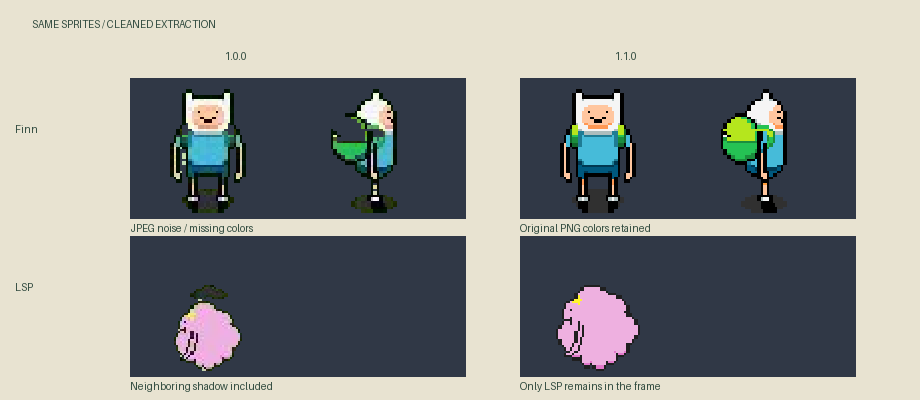 SAME SPRITES / CLEANED EXTRACTION
1.0.0
1.1.0
Finn
JPEG noise / missing colors
Original PNG colors retained
LSP
Neighboring shadow included
Only LSP remains in the frame